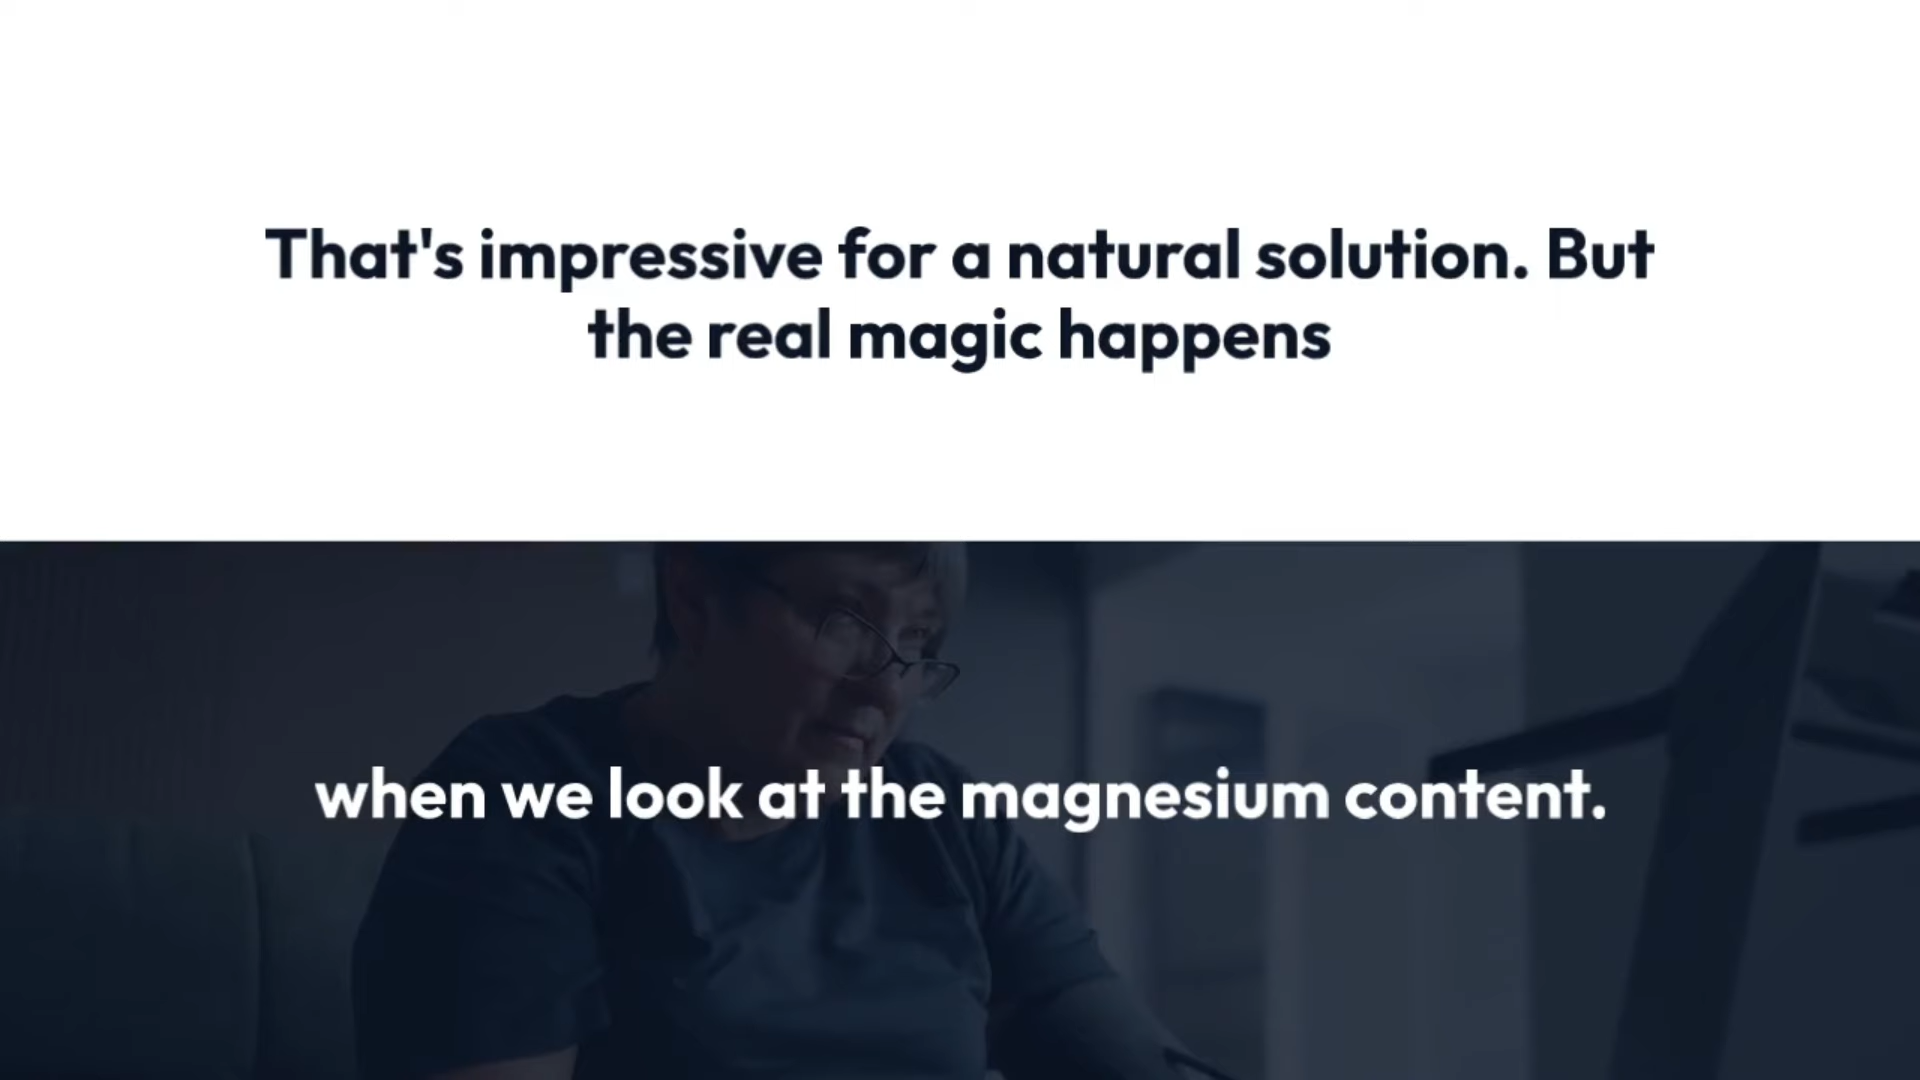 That's impressive for a natural solution. But
the real magic happens
when we look at the magnesium content.